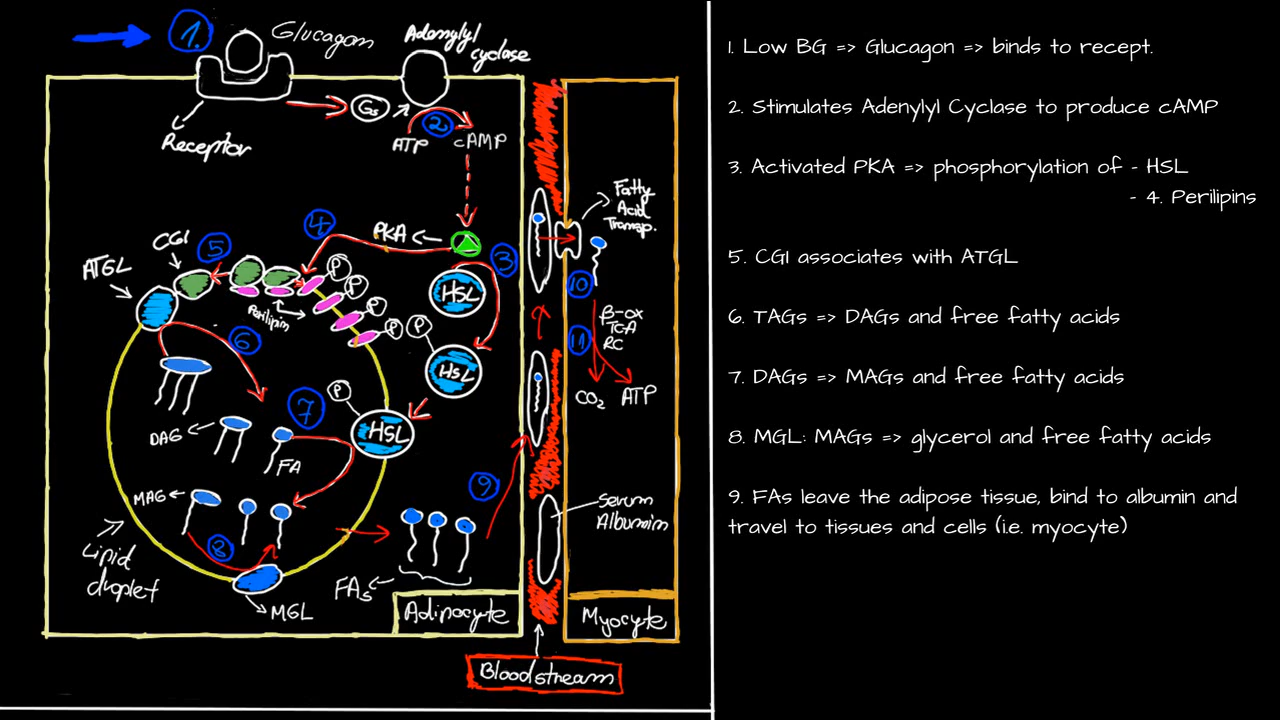 1.
Glucagon
Adenylyl
cyclase
Gs
2
Receptor
ATP
cAMP
Fatty
Acid
Transp.
4
PKA
CGI
5
3
ATGL
P
P
HSL
10
P
Perilipin
P
P
β-ox
TCA
RC
6
11
HSL
P
7
CO₂
ATP
DAG
HSL
FA
MAG
9
Serum
Albumin
8
Lipid
droplet
FAs
MGL
Adipocyte
Myocyte
Bloodstream
1. Low BG => Glucagon => binds to recept.
2. Stimulates Adenylyl Cyclase to produce cAMP
3. Activated PKA => phosphorylation of - HSL
- 4. Perilipins
5. CGI associates with ATGL
6. TAGs => DAGs and free fatty acids
7. DAGs => MAGs and free fatty acids
8. MGL: MAGs => glycerol and free fatty acids
9. FAs leave the adipose tissue, bind to albumin and
travel to tissues and cells (i.e. myocyte)